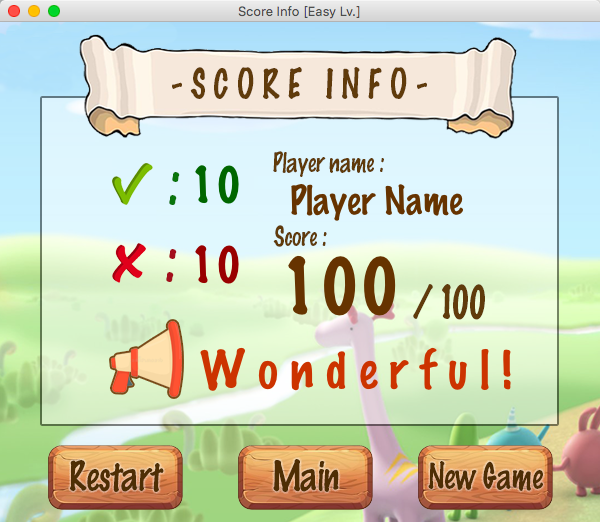 Score Info [Easy Lv.]
-SCORE INFO-
: 10
Player name :
Player Name
: 10
Score :
100 / 100
Wonderful!
Restart
Main
New Game